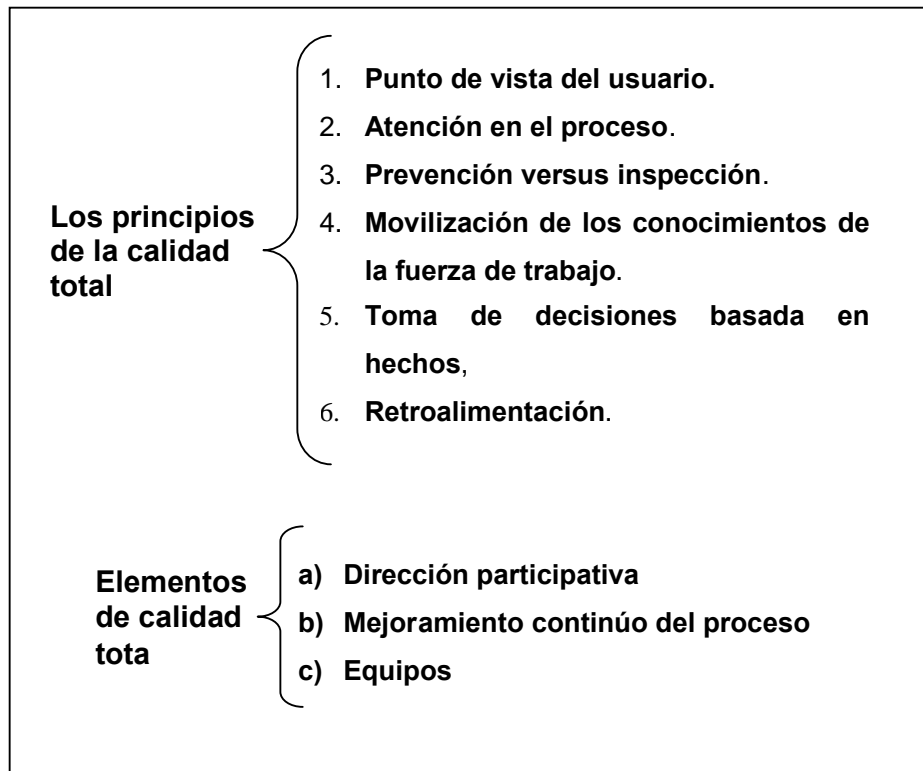 Los principios
de la calidad
total
1. Punto de vista del usuario.
2. Atención en el proceso.
3. Prevención versus inspección.
4. Movilización de los conocimientos de
la fuerza de trabajo.
5. Toma de decisiones basada en
hechos,
6. Retroalimentación.
Elementos
de calidad
tota
a) Dirección participativa
b) Mejoramiento continúo del proceso
c) Equipos